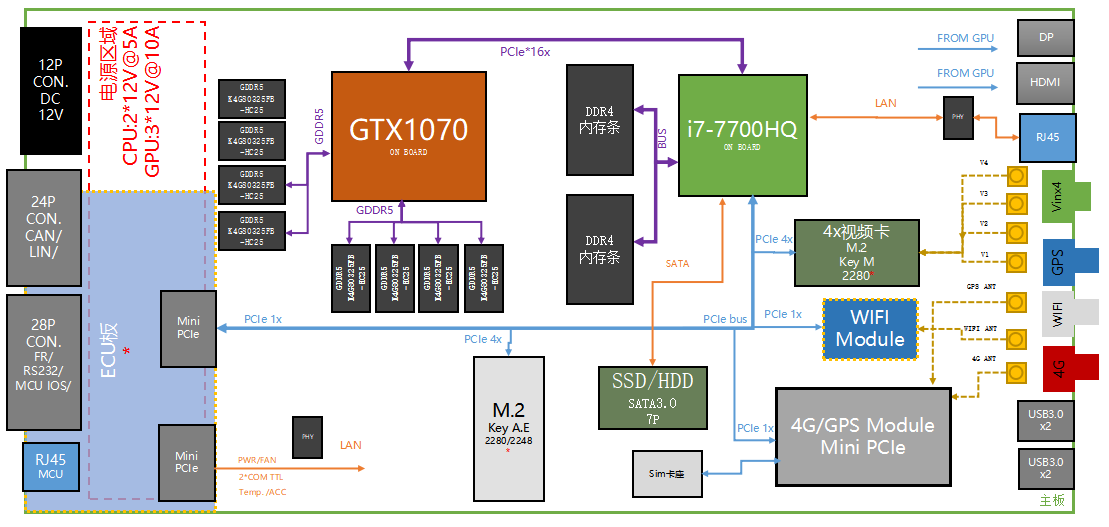 12P
CON.
DC
12V
电源区域
CPU:2*12V@5A
GPU:3*12V@10A
24P
CON.
CAN/
LIN/
28P
CON.
FR/
RS232/
MCU IOS/
RJ45
MCU
ECU板
*
Mini
PCIe
Mini
PCIe
GDDR5
K4G80325FB
-HC25
GDDR5
K4G80325FB
-HC25
GDDR5
K4G80325FB
-HC25
GDDR5
K4G80325FB
-HC25
GDDR5
GTX1070
ON BOARD
GDDR5
GDDR5
K4G80325FB
-HC25
GDDR5
K4G80325FB
-HC25
GDDR5
K4G80325FB
-HC25
GDDR5
K4G80325FB
-HC25
PCIe*16x
DDR4
内存条
DDR4
内存条
BUS
i7-7700HQ
ON BOARD
FROM GPU
DP
FROM GPU
HDMI
LAN
PHY
RJ45
V4
V3
V2
V1
Vinx4
PCIe 4x
4x视频卡
M.2
Key M
2280*
SATA
GPS
GPS ANT
WIFI
WIFI ANT
4G
4G ANT
PCIe 1x
PCIe bus
PCIe 1x
WIFI
Module
PCIe 4x
M.2
Key A.E
2280/2248
*
SSD/HDD
SATA3.0
7P
PCIe 1x
4G/GPS Module
Mini PCIe
Sim卡座
USB3.0
x2
USB3.0
x2
PHY
LAN
PWR/FAN
2*COM TTL
Temp./ACC
主板